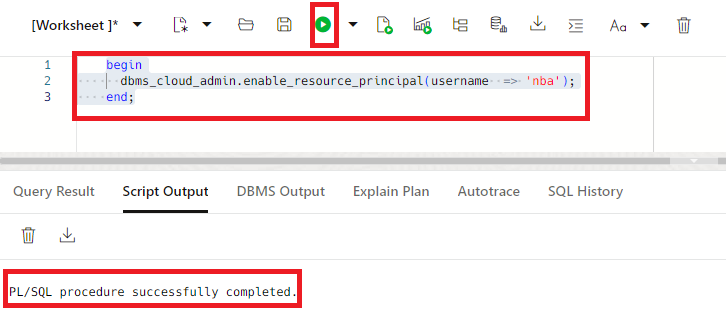 [Worksheet ]*
Aa
1 begin
2 dbms_cloud_admin.enable_resource_principal(username => 'nba');
3 end;
Query Result Script Output DBMS Output Explain Plan Autotrace SQL History
PL/SQL procedure successfully completed.